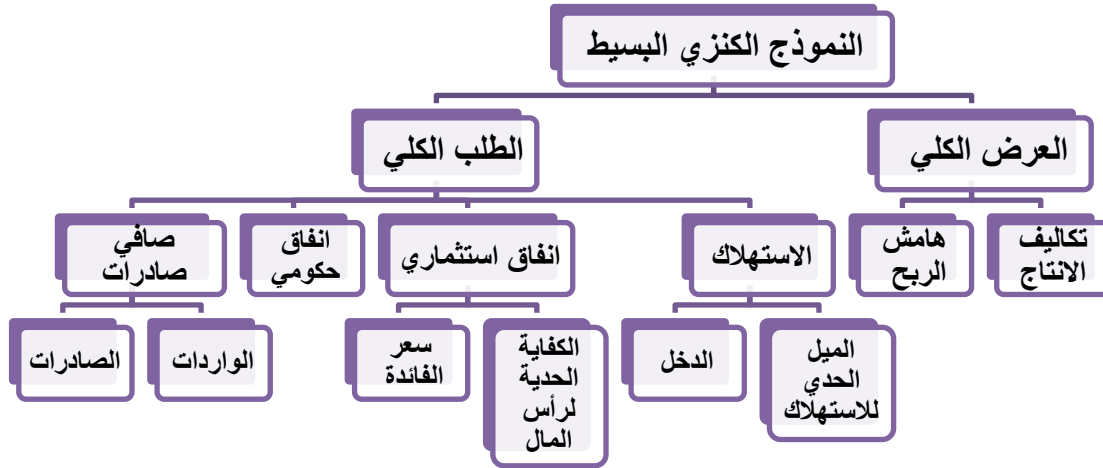 النموذج الكنزي البسيط
العرض الكلي
الطلب الكلي
تكاليف
الانتاج
هامش
الربح
الاستهلاك
انفاق استثماري
انفاق
حكومي
صافي
صادرات
الميل
الحدي
للاستهلاك
الدخل
الكفاية
الحدية
لرأس
المال
سعر
الفائدة
الواردات
الصادرات